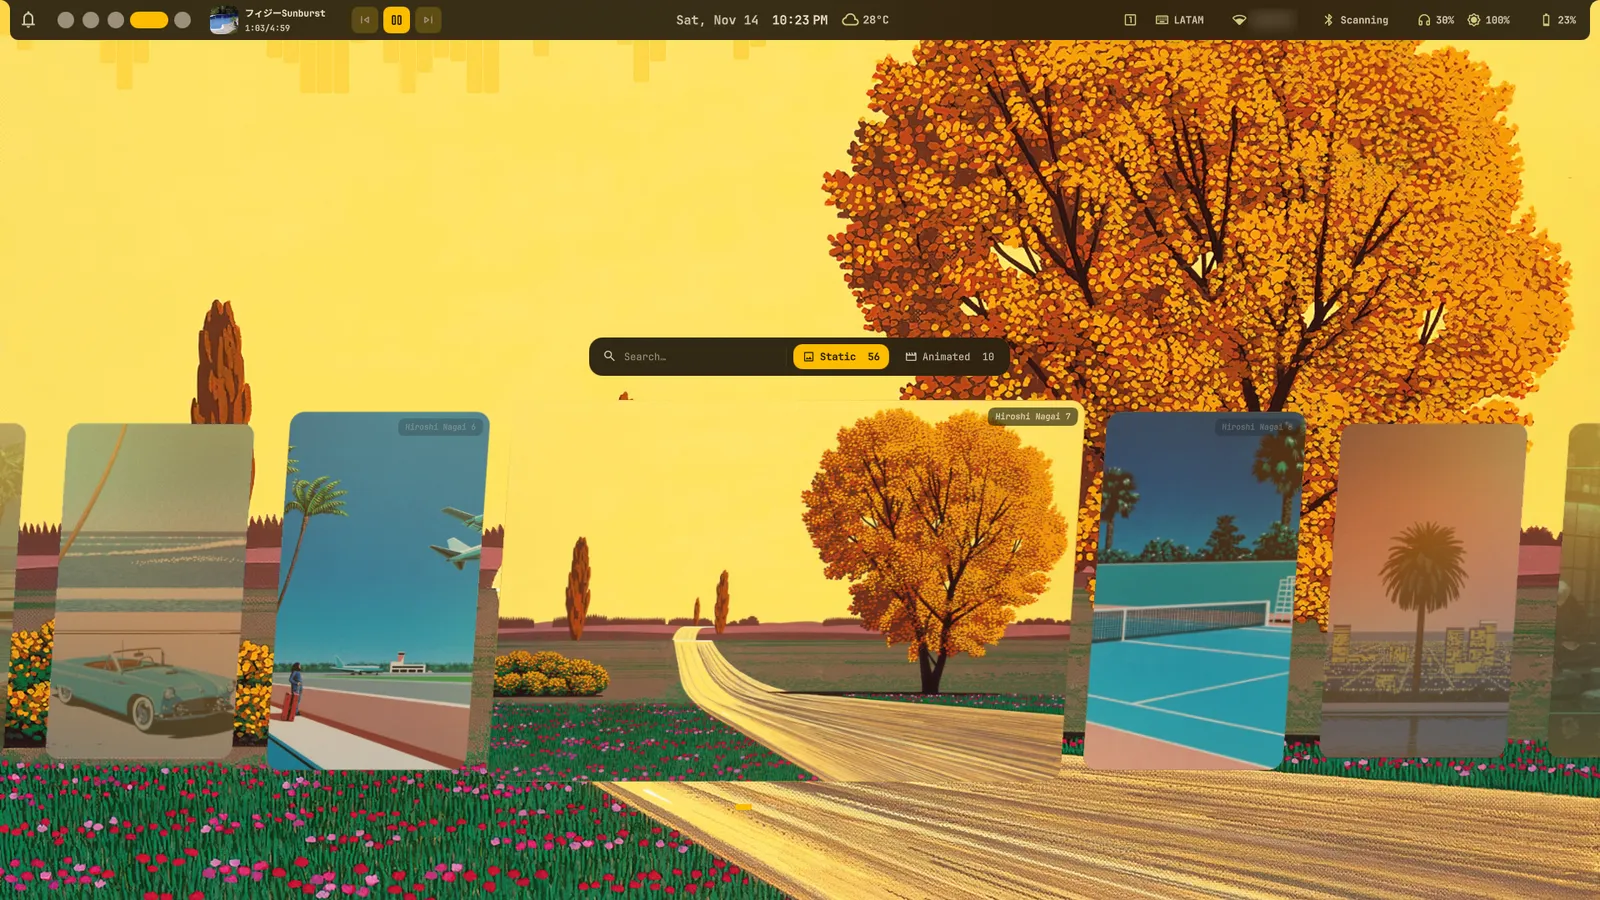 フィジーSunburst
1:03/4:59
Sat, Nov 14 10:23 PM 28°C
1 LATAM Scanning 30% 100% 23%
Search… Static 56 Animated 10
Hiroshi Nagai 6
Hiroshi Nagai 7
Hiroshi Nagai 8